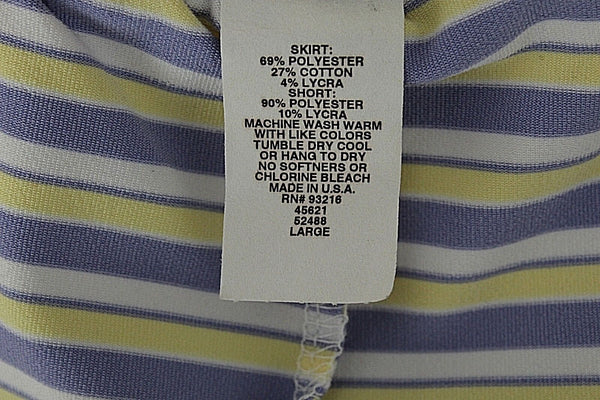 SKIRT:
69% POLYESTER
27% COTTON
4% LYCRA
SHORT:
90% POLYESTER
10% LYCRA
MACHINE WASH WARM
WITH LIKE COLORS
TUMBLE DRY COOL
OR HANG TO DRY
NO SOFTNERS OR
CHLORINE BLEACH
MADE IN U.S.A.
RN# 93216
45621
52488
LARGE